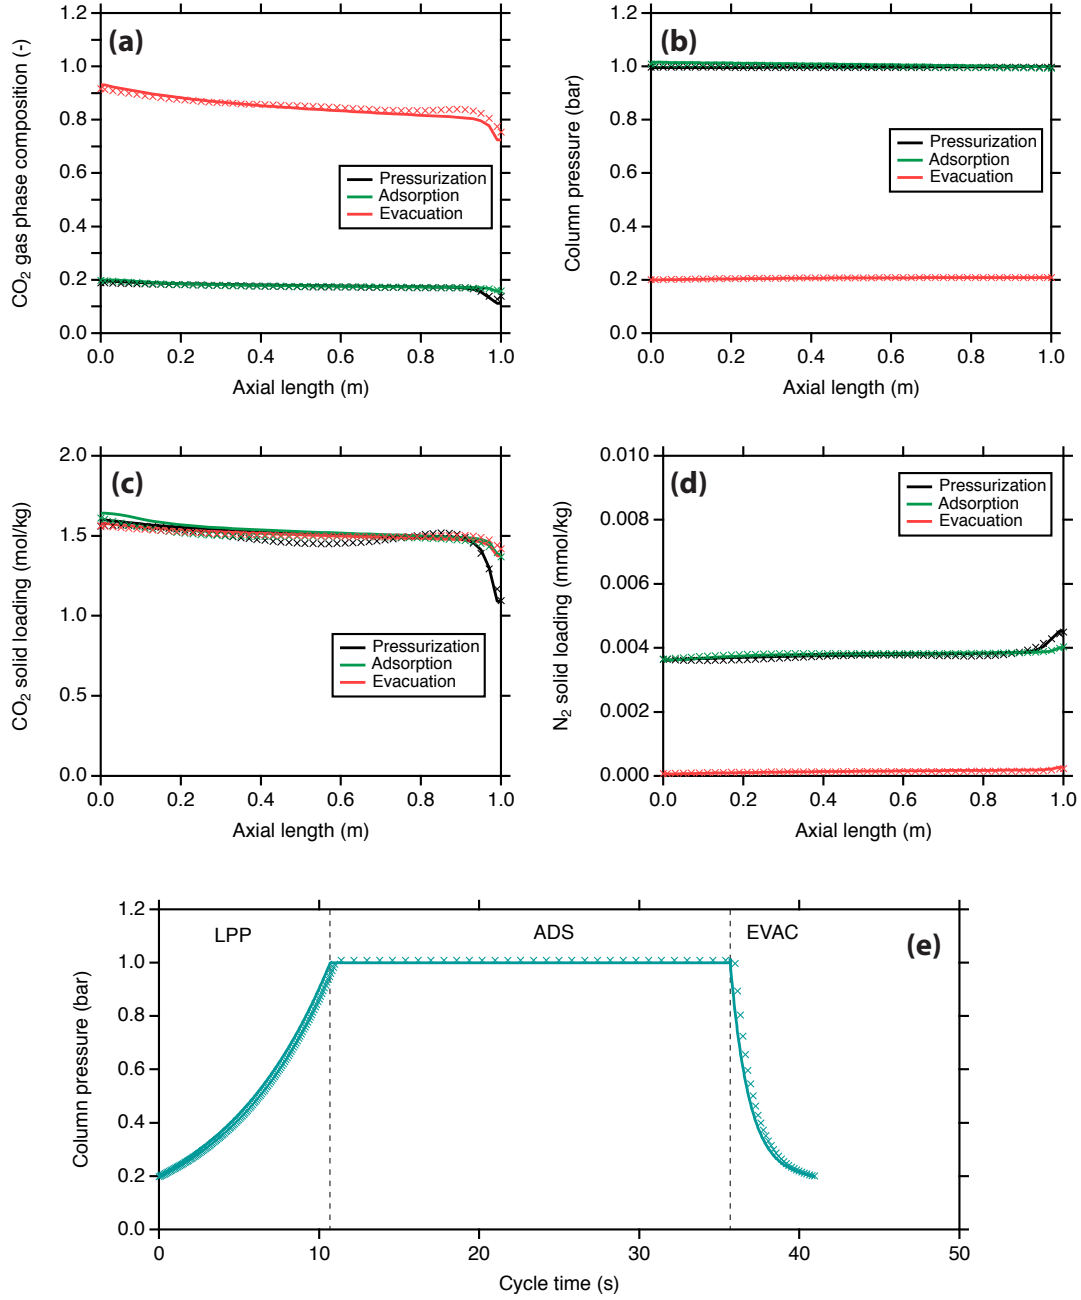 (a)
CO2 gas phase composition (-)
1.2
1.0
0.8
0.6
0.4
0.2
0.0
Pressurization
Adsorption
Evacuation
0.0 0.2 0.4 0.6 0.8 1.0
Axial length (m)
(b)
Column pressure (bar)
1.2
1.0
0.8
0.6
0.4
0.2
0.0
Pressurization
Adsorption
Evacuation
0.0 0.2 0.4 0.6 0.8 1.0
Axial length (m)
(c)
CO2 solid loading (mol/kg)
2.0
1.5
1.0
0.5
0.0
Pressurization
Adsorption
Evacuation
0.0 0.2 0.4 0.6 0.8 1.0
Axial length (m)
(d)
N2 solid loading (mmol/kg)
0.010
0.008
0.006
0.004
0.002
0.000
Pressurization
Adsorption
Evacuation
0.0 0.2 0.4 0.6 0.8 1.0
Axial length (m)
(e)
Column pressure (bar)
1.2
1.0
0.8
0.6
0.4
0.2
0.0
LPP ADS EVAC
0 10 20 30 40 50
Cycle time (s)